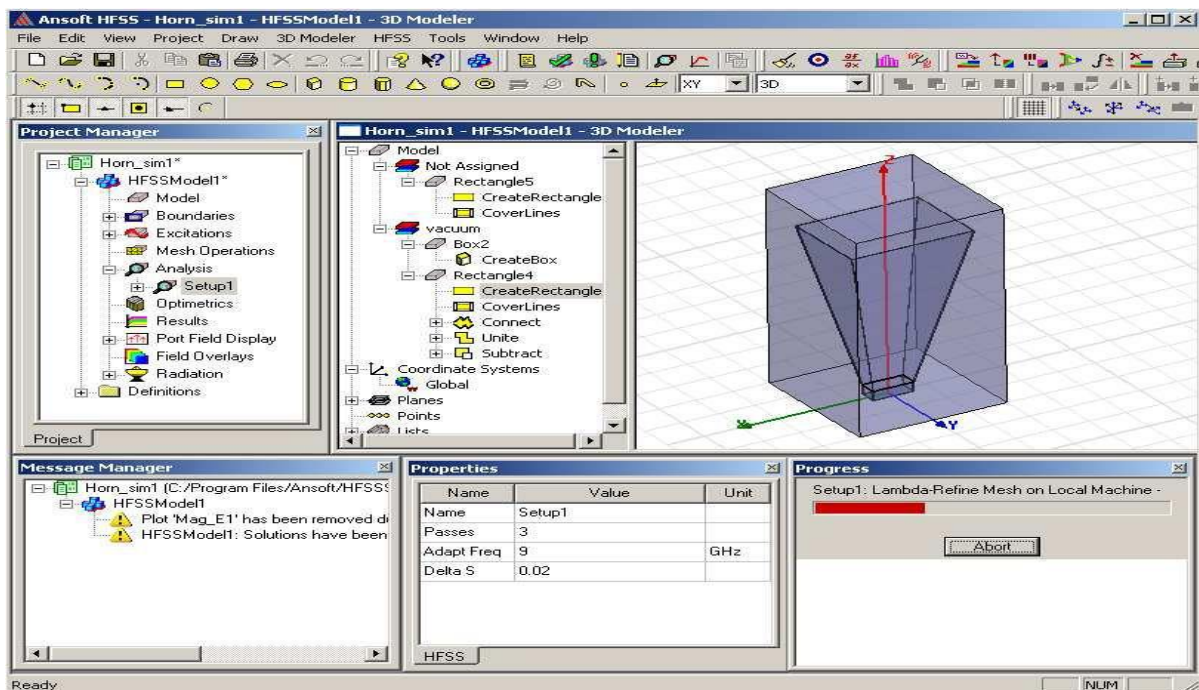 Ansoft HFSS - Horn_sim1 - HFSSModel1 - 3D Modeler
File Edit View Project Draw 3D Modeler HFSS Tools Window Help
XY 3D
Project Manager
Horn_sim1*
HFSSModel1*
Model
Boundaries
Excitations
Mesh Operations
Analysis
Setup1
Optimetrics
Results
Port Field Display
Field Overlays
Radiation
Definitions
Project
Horn_sim1 - HFSSModel1 - 3D Modeler
Model
Not Assigned
Rectangle5
CreateRectangle
CoverLines
vacuum
Box2
CreateBox
Rectangle4
CreateRectangle
CoverLines
Connect
Unite
Subtract
Coordinate Systems
Global
Planes
Points
Lists
Z
X
Y
Message Manager
Horn_sim1 (C:/Program Files/Ansoft/HFSS
HFSSModel1
Plot 'Mag_E1' has been removed d
HFSSModel1: Solutions have been
Properties
Name Value Unit
Name Setup1
Passes 3
Adapt Freq 9 GHz
Delta S 0.02
HFSS
Progress
Setup1: Lambda-Refine Mesh on Local Machine -
Abort
Ready
NUM